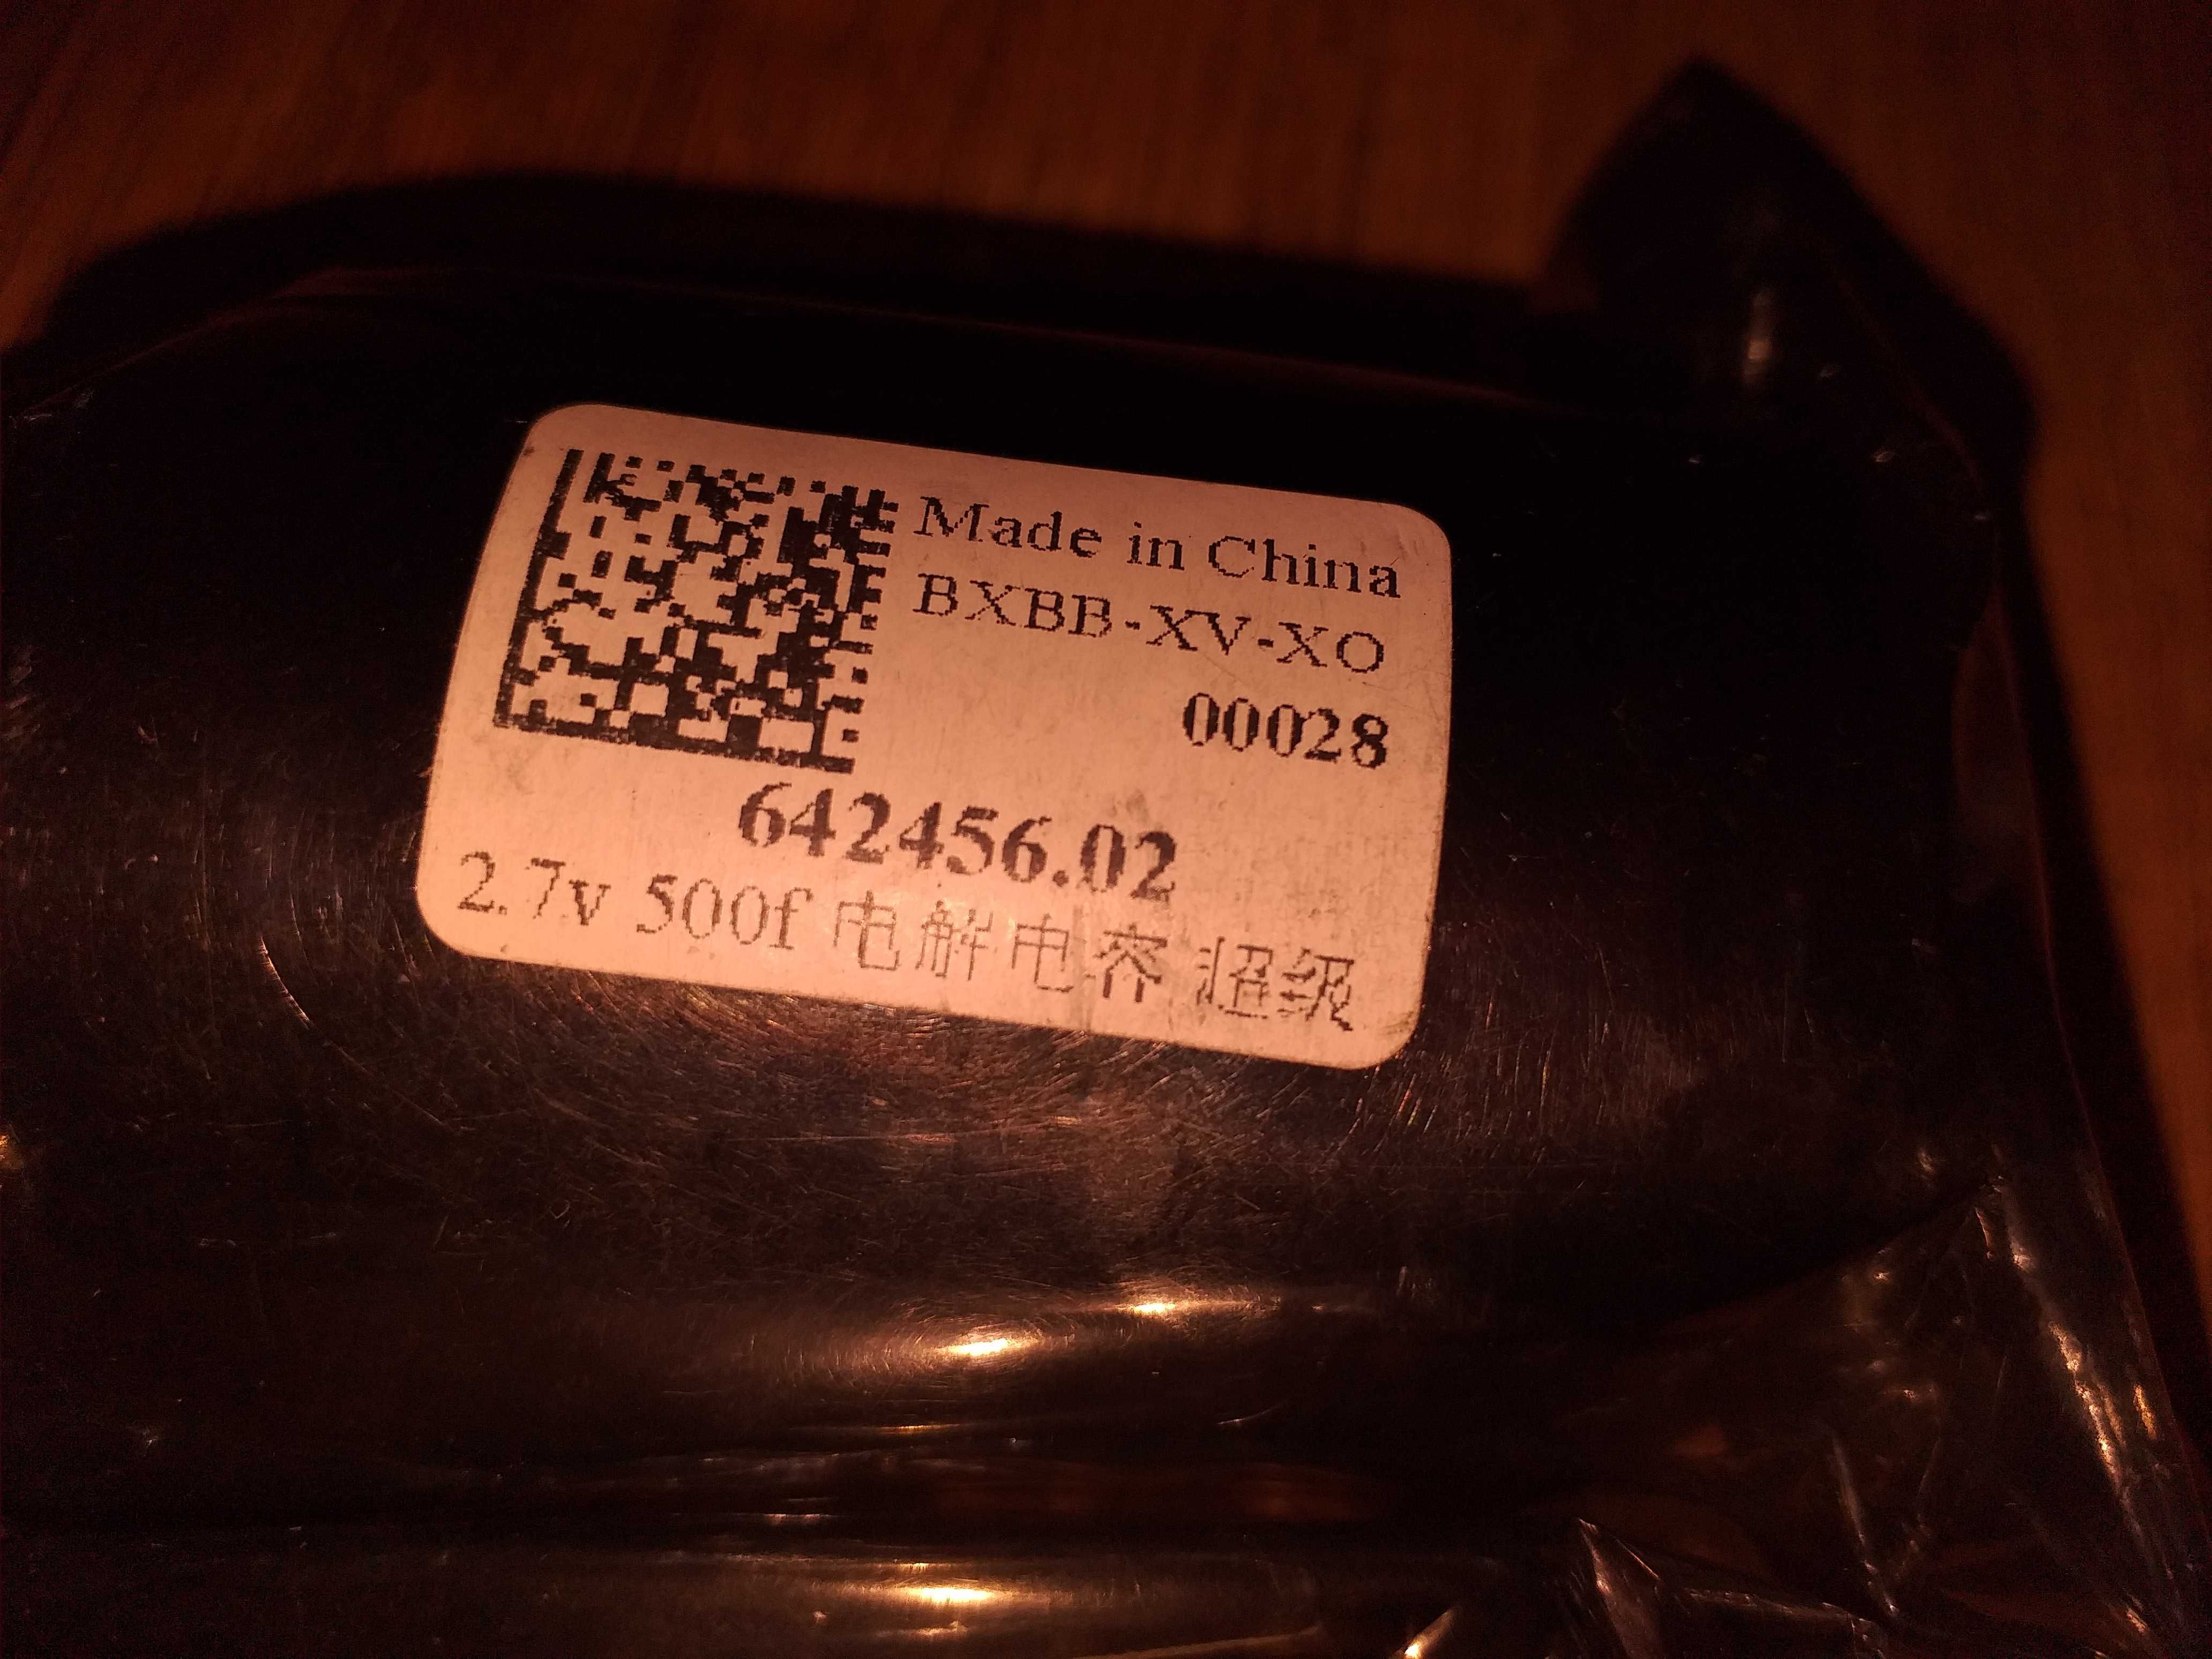 Made in China
BXBB-XV-XO
00028
642456.02
2.7v 500f 电解电容 超级